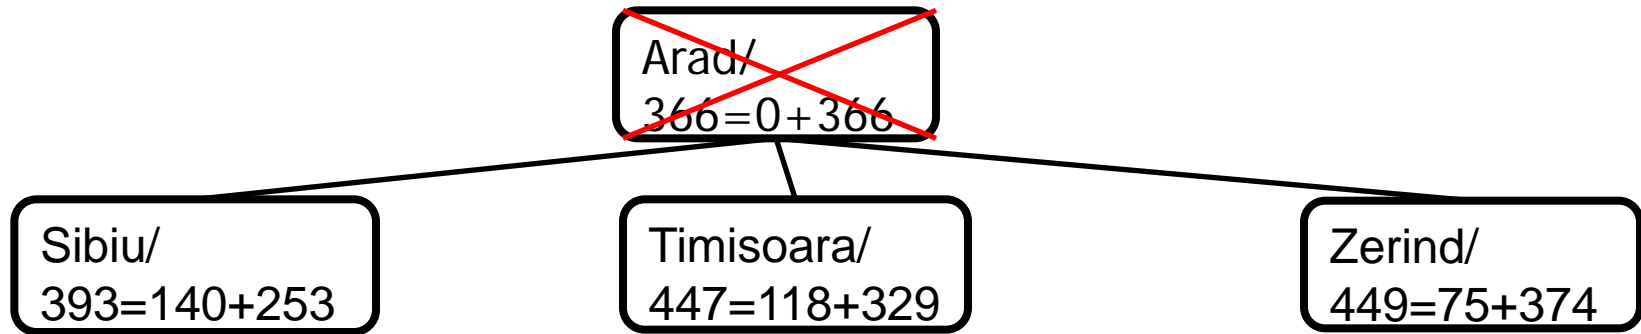 Arad/
366=0+366
Sibiu/
393=140+253
Timisoara/
447=118+329
Zerind/
449=75+374